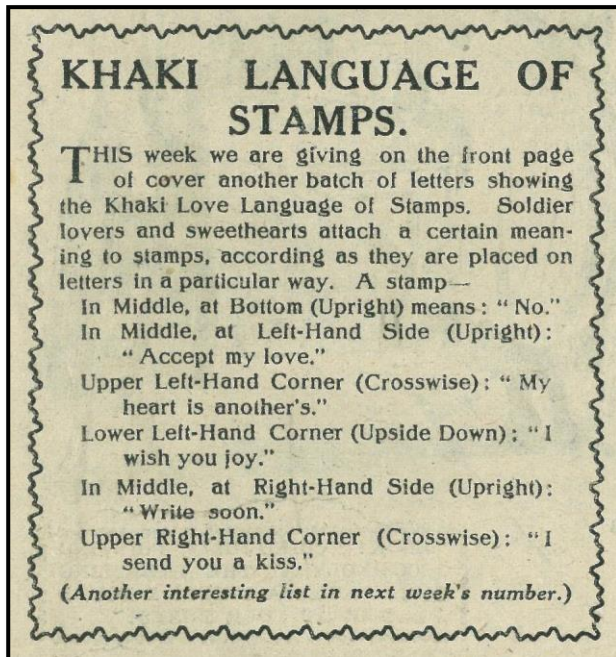 KHAKI LANGUAGE OF
STAMPS.
THIS week we are giving on the front page
of cover another batch of letters showing
the Khaki Love Language of Stamps. Soldier
lovers and sweethearts attach a certain mean-
ing to stamps, according as they are placed on
letters in a particular way. A stamp—
In Middle, at Bottom (Upright) means: "No."
In Middle, at Left-Hand Side (Upright):
"Accept my love."
Upper Left-Hand Corner (Crosswise): "My
heart is another's."
Lower Left-Hand Corner (Upside Down): "I
wish you joy."
In Middle, at Right-Hand Side (Upright):
"Write soon."
Upper Right-Hand Corner (Crosswise): "I
send you a kiss."
(Another interesting list in next week's number.)